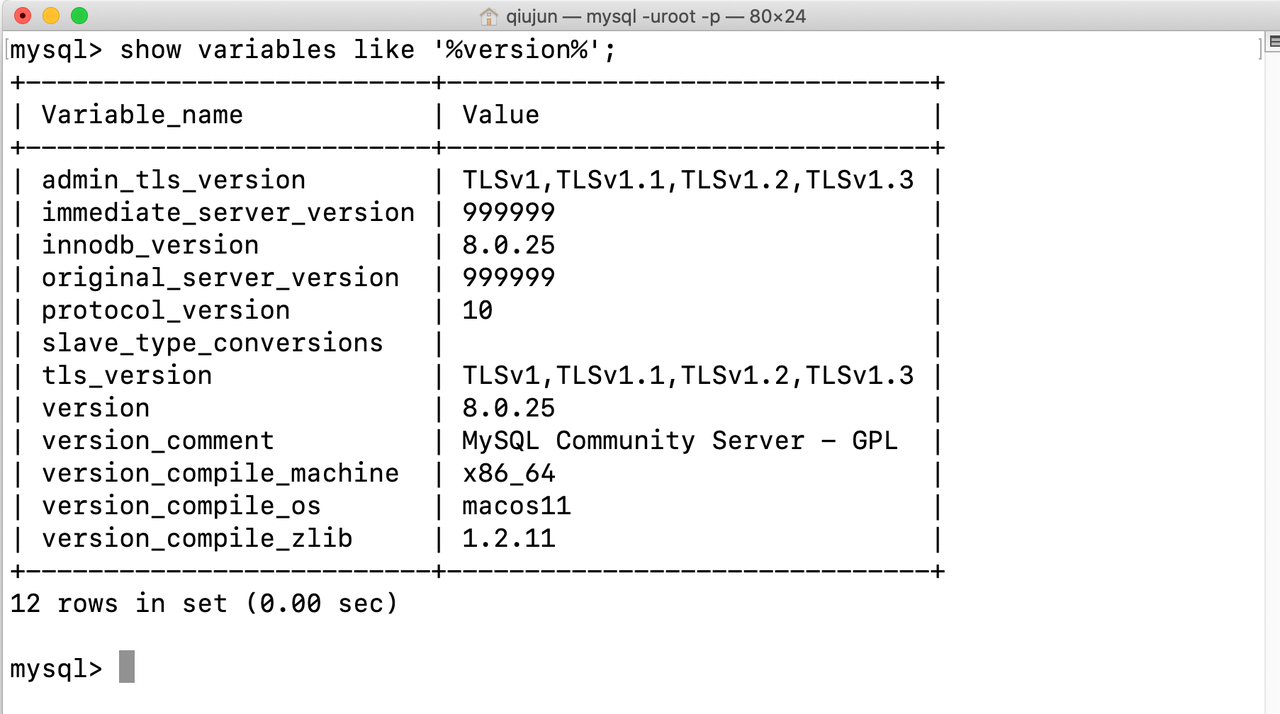 qiujun — mysql -uroot -p — 80×24
mysql> show variables like '%version%';
+--------------------------+-------------------------------+
| Variable_name            | Value                         |
+--------------------------+-------------------------------+
| admin_tls_version        | TLSv1,TLSv1.1,TLSv1.2,TLSv1.3 |
| immediate_server_version | 999999                        |
| innodb_version           | 8.0.25                        |
| original_server_version  | 999999                        |
| protocol_version         | 10                            |
| slave_type_conversions   |                               |
| tls_version              | TLSv1,TLSv1.1,TLSv1.2,TLSv1.3 |
| version                  | 8.0.25                        |
| version_comment          | MySQL Community Server - GPL  |
| version_compile_machine  | x86_64                        |
| version_compile_os       | macos11                       |
| version_compile_zlib     | 1.2.11                        |
+--------------------------+-------------------------------+
12 rows in set (0.00 sec)
mysql>